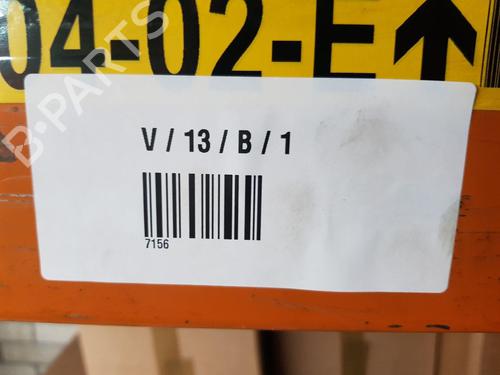 04-02-E↑
V / 13 / B / 1
7156
B-PARTS